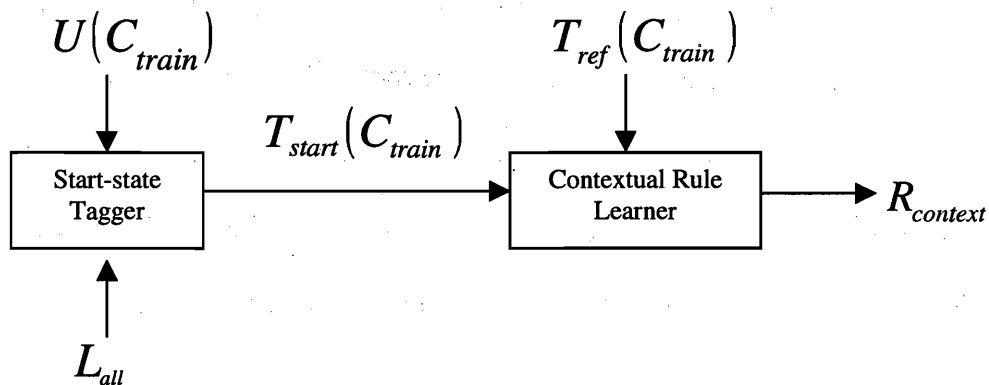 U(C_train)
T_ref(C_train)
T_start(C_train)
Start-state
Tagger
Contextual Rule
Learner
R_context
L_all